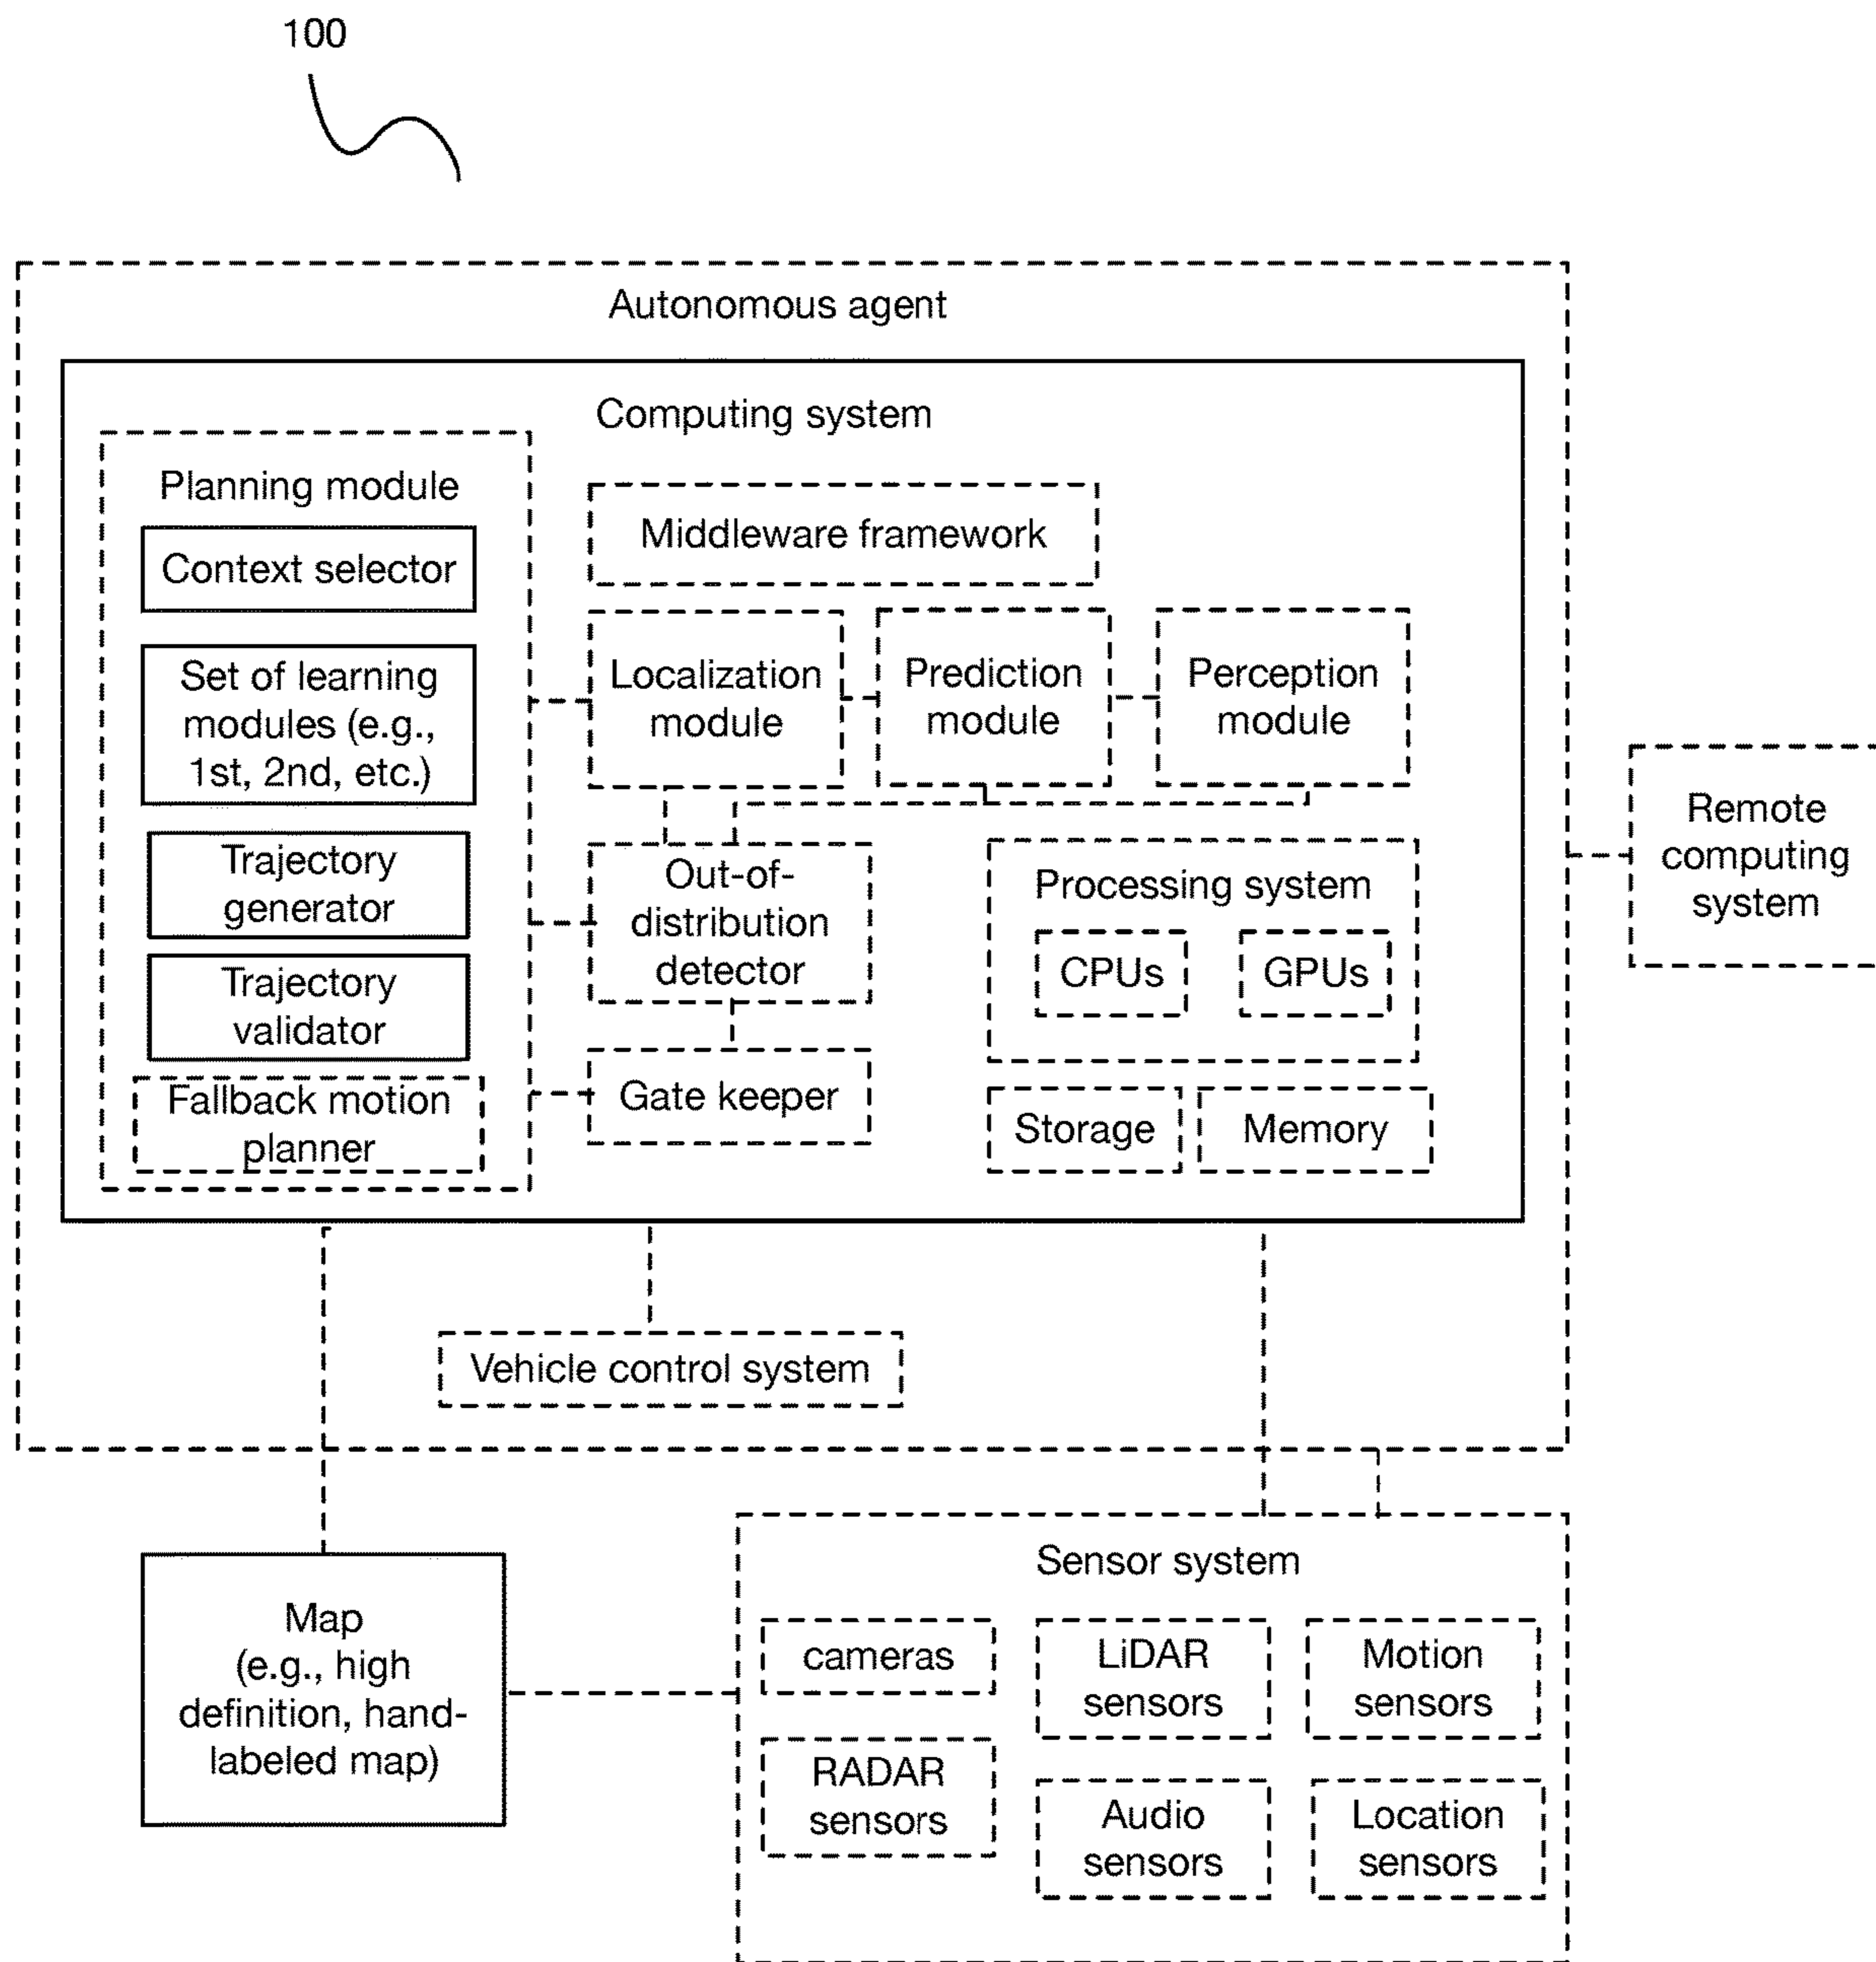 100
Autonomous agent
Computing system
Planning module
Context selector
Set of learning
modules (e.g.,
1st, 2nd, etc.)
Trajectory
generator
Trajectory
validator
Fallback motion
planner
Middleware framework
Localization
module
Prediction
module
Perception
module
Out-of-
distribution
detector
Gate keeper
Processing system
CPUs
GPUs
Storage
Memory
Remote
computing
system
Vehicle control system
Map
(e.g., high
definition, hand-
labeled map)
Sensor system
cameras
LiDAR
sensors
Motion
sensors
RADAR
sensors
Audio
sensors
Location
sensors